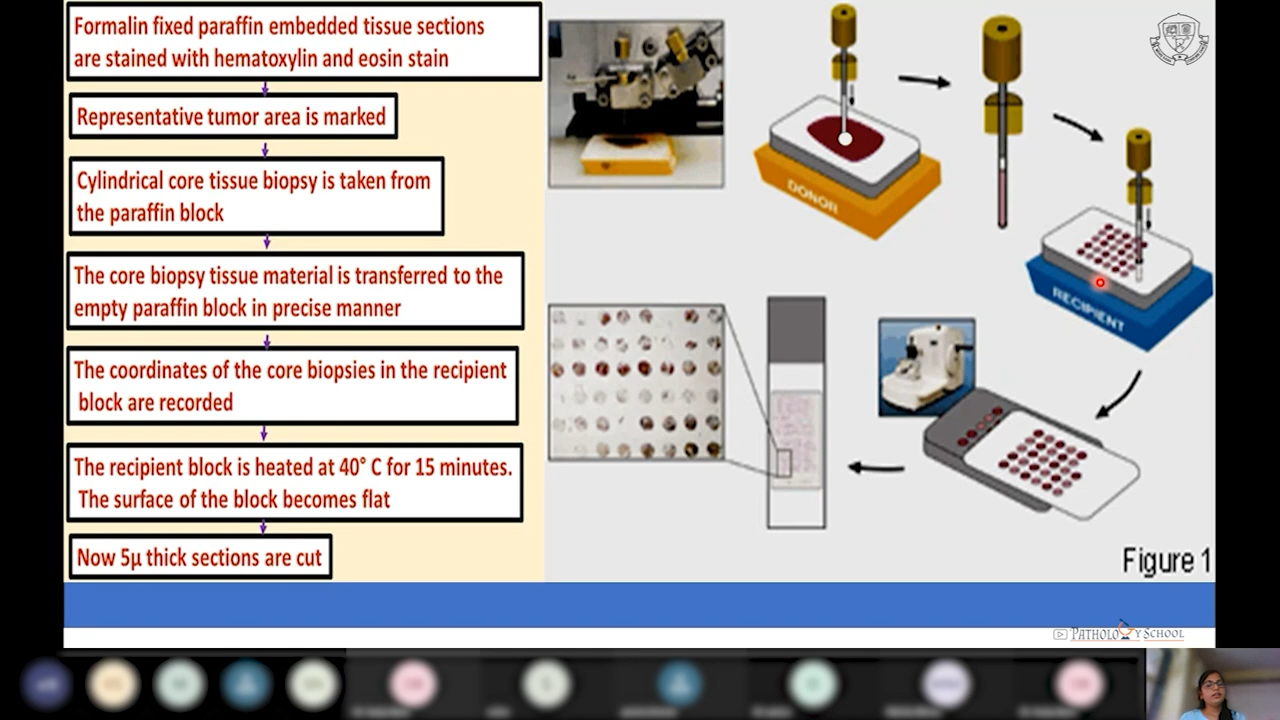 Formalin fixed paraffin embedded tissue sections
are stained with hematoxylin and eosin stain
Representative tumor area is marked
Cylindrical core tissue biopsy is taken from
the paraffin block
The core biopsy tissue material is transferred to the
empty paraffin block in precise manner
The coordinates of the core biopsies in the recipient
block are recorded
The recipient block is heated at 40° C for 15 minutes.
The surface of the block becomes flat
Now 5µ thick sections are cut
DONOR
RECIPIENT
Figure 1
PATHOLOGY SCHOOL